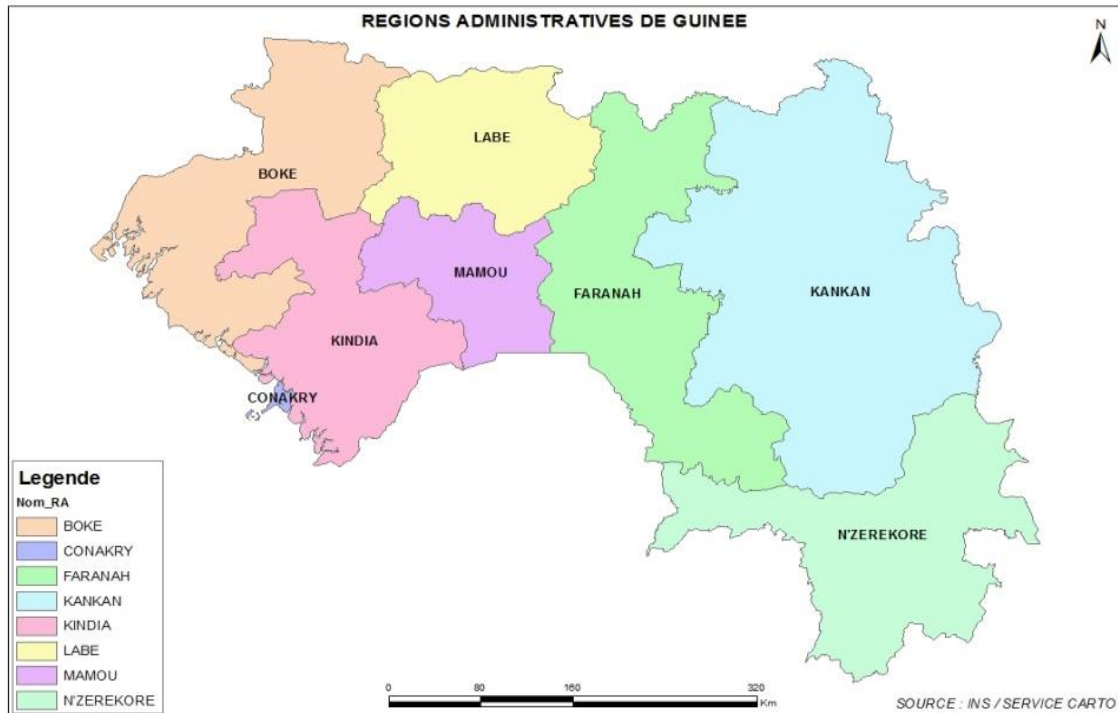 REGIONS ADMINISTRATIVES DE GUINEE
N
LABE
BOKE
MAMOU
FARANAH
KANKAN
KINDIA
CONAKRY
N'ZEREKORE
Legende
Nom_RA
BOKE
CONAKRY
FARANAH
KANKAN
KINDIA
LABE
MAMOU
N'ZEREKORE
0 80 160 320
Km
SOURCE : INS / SERVICE CARTO